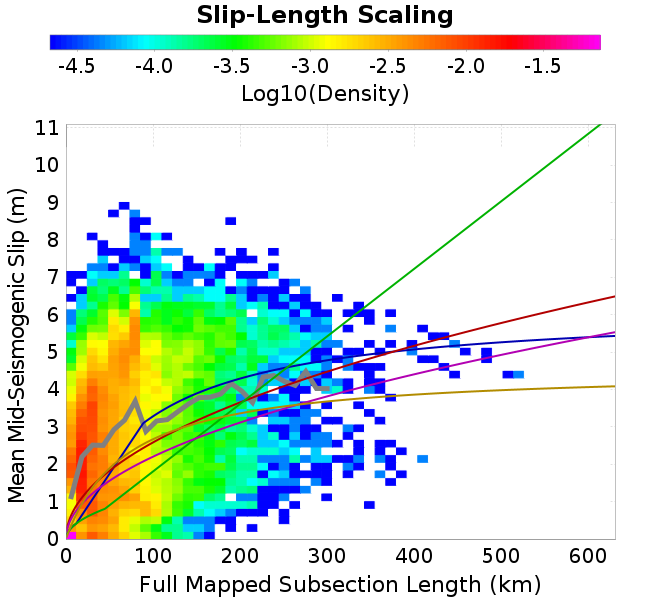 Slip-Length Scaling
-4.5 -4.0 -3.5 -3.0 -2.5 -2.0 -1.5
Log10(Density)
11
10
9
8
7
6
5
4
3
2
1
0
Mean Mid-Seismogenic Slip (m)
0 100 200 300 400 500 600
Full Mapped Subsection Length (km)